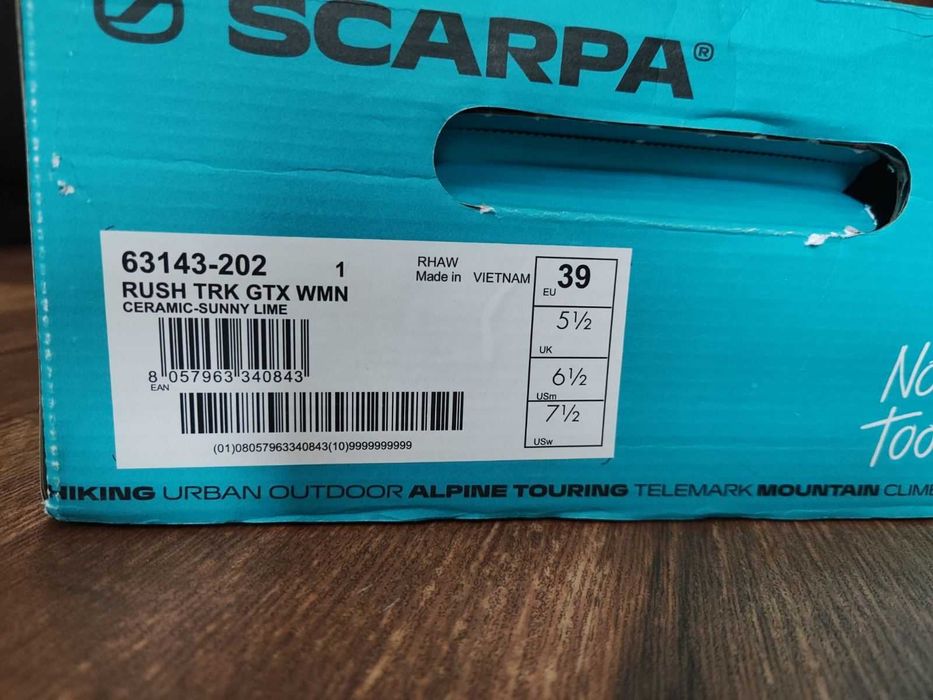 SCARPA®
63143-202 1
RUSH TRK GTX WMN
CERAMIC-SUNNY LIME
8 057963 340843
EAN
(01)08057963340843(10)9999999999
RHAW
Made in VIETNAM
EU 39
5½
UK
6½
USm
7½
USw
No
Too
HIKING URBAN OUTDOOR ALPINE TOURING TELEMARK MOUNTAIN